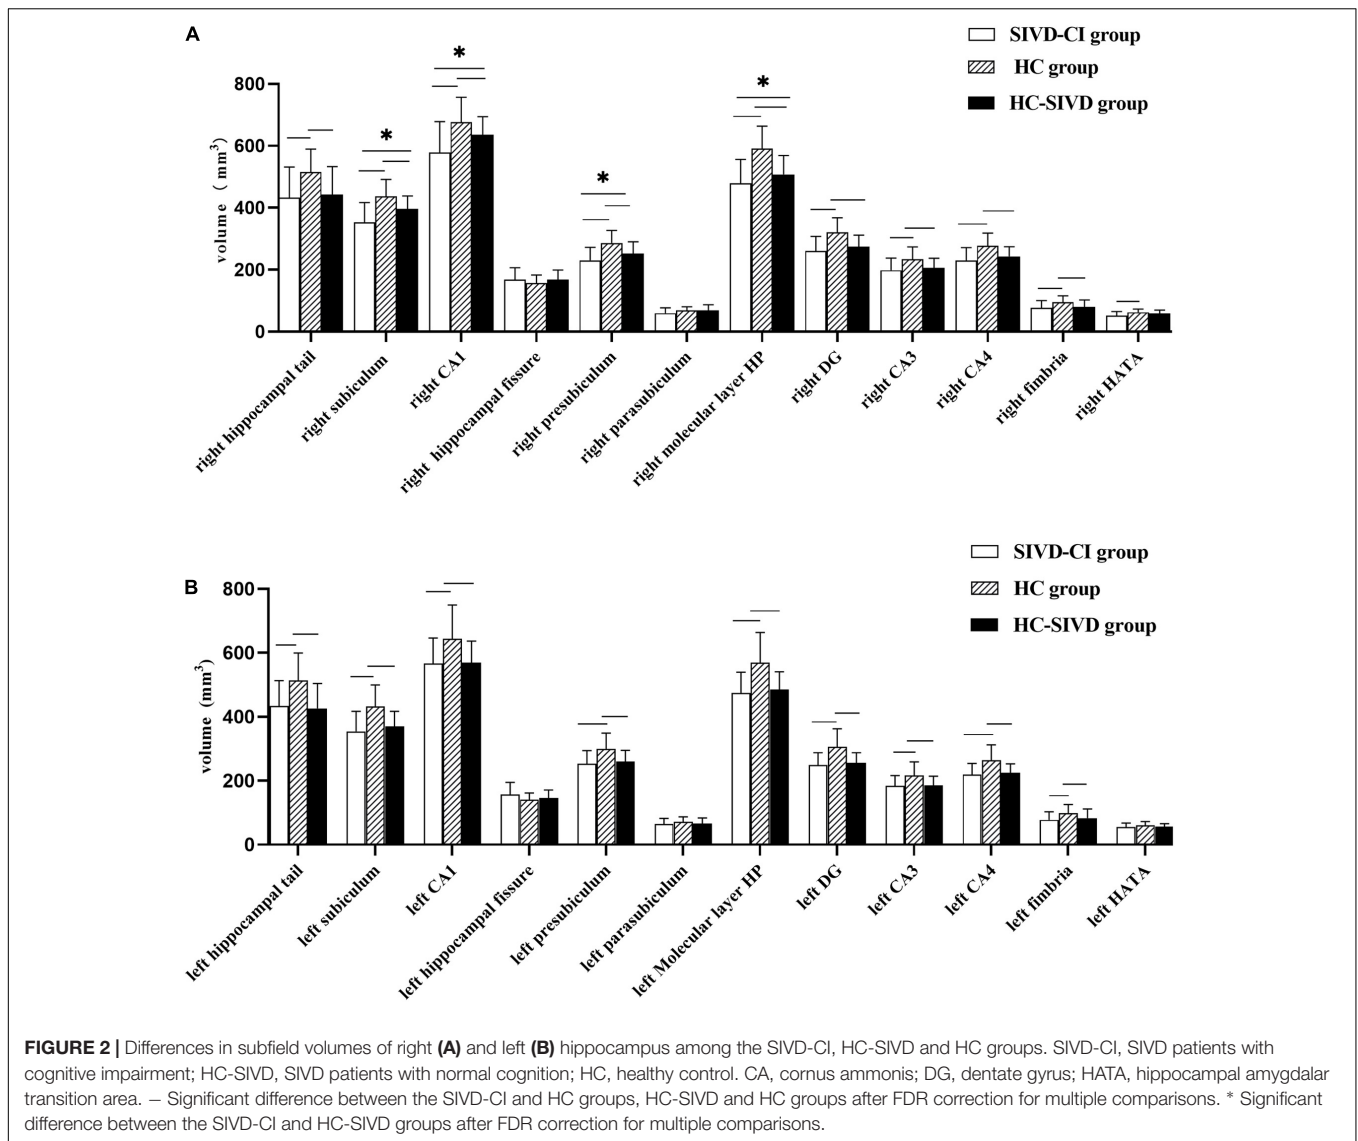 A
SIVD-CI group
HC group
HC-SIVD group
* * * * *
volume ( mm³)
800
600
400
200
0
right hippocampal tail
right subiculum
right CA1
right hippocampal fissure
right presubiculum
right parasubiculum
right molecular layer HP
right DG
right CA3
right CA4
right fimbria
right HATA
B
SIVD-CI group
HC group
HC-SIVD group
volume (mm³)
800
600
400
200
0
left hippocampal tail
left subiculum
left CA1
left hippocampal fissure
left presubiculum
left parasubiculum
left Molecular layer HP
left DG
left CA3
left CA4
left fimbria
left HATA
FIGURE 2 | Differences in subfield volumes of right (A) and left (B) hippocampus among the SIVD-CI, HC-SIVD and HC groups. SIVD-CI, SIVD patients with
cognitive impairment; HC-SIVD, SIVD patients with normal cognition; HC, healthy control. CA, cornus ammonis; DG, dentate gyrus; HATA, hippocampal amygdalar
transition area. − Significant difference between the SIVD-CI and HC groups, HC-SIVD and HC groups after FDR correction for multiple comparisons. * Significant
difference between the SIVD-CI and HC-SIVD groups after FDR correction for multiple comparisons.